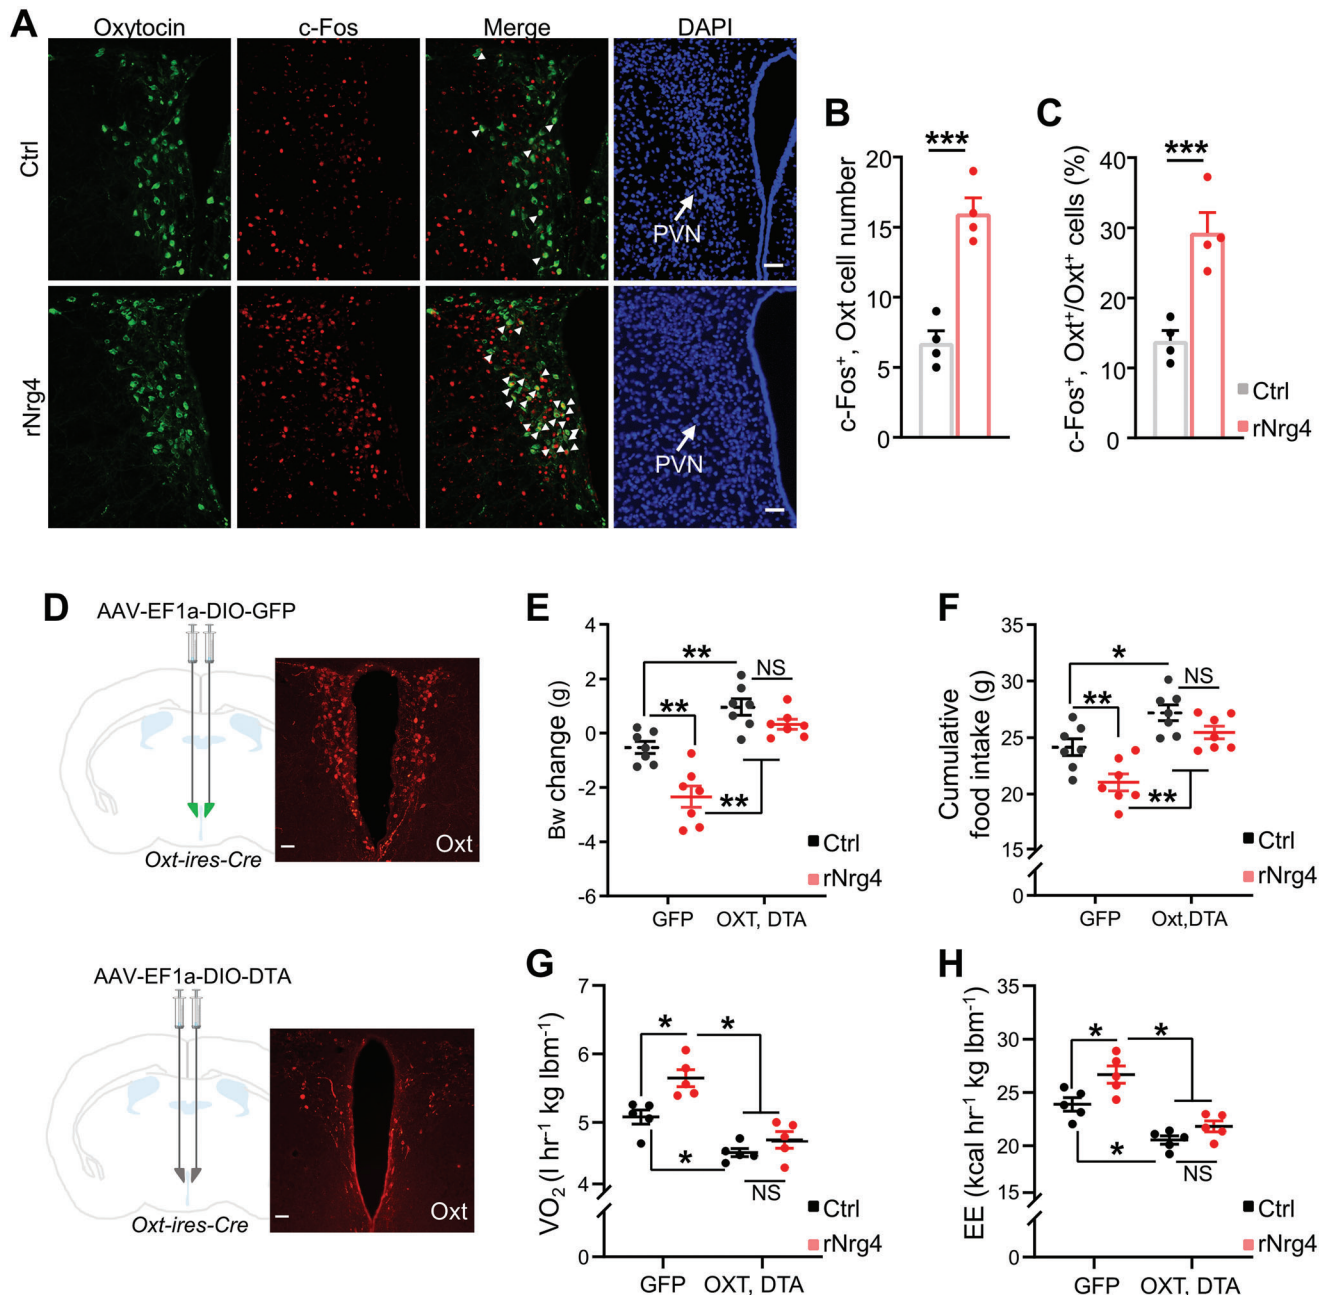 A
Oxytocin
c-Fos
Merge
DAPI
Ctrl
PVN
rNrg4
PVN
B
***
c-Fos⁺, Oxt cell number
20
15
10
5
0
C
***
c-Fos⁺, Oxt⁺/Oxt⁺ cells (%)
40
30
20
10
0
Ctrl
rNrg4
D
AAV-EF1a-DIO-GFP
Oxt-ires-Cre
Oxt
AAV-EF1a-DIO-DTA
Oxt-ires-Cre
Oxt
E
Bw change (g)
4
2
0
-2
-4
-6
**
NS
**
**
Ctrl
rNrg4
GFP
OXT, DTA
F
Cumulative
food intake (g)
35
30
25
20
15
0
*
NS
**
**
Ctrl
rNrg4
GFP
Oxt,DTA
G
VO₂ (l hr⁻¹ kg lbm⁻¹)
7
6
5
4
0
*
*
*
NS
Ctrl
rNrg4
GFP
OXT, DTA
H
EE (kcal hr⁻¹ kg lbm⁻¹)
35
30
25
20
15
0
*
*
*
NS
Ctrl
rNrg4
GFP
OXT, DTA